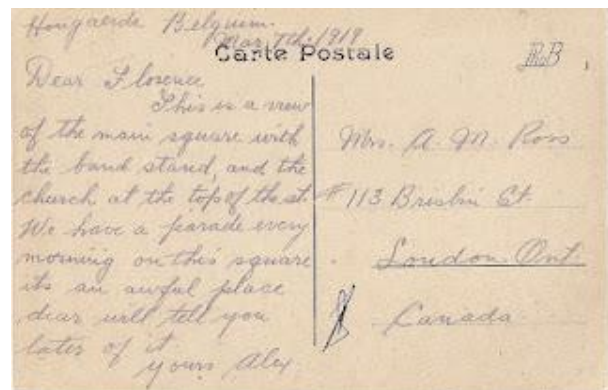 Hougaerde Belgium.
Mar. 7th. 1919
Carte Postale
Dear Florence
This is a view
of the main square with
the band stand, and the
church at the top of the st.
We have a parade every
morning on this square
its an awful place
dear will tell you
later of it
yours Alex
Mrs. A. M. Ross
# 113 Briskin St.
London Ont.
Canada